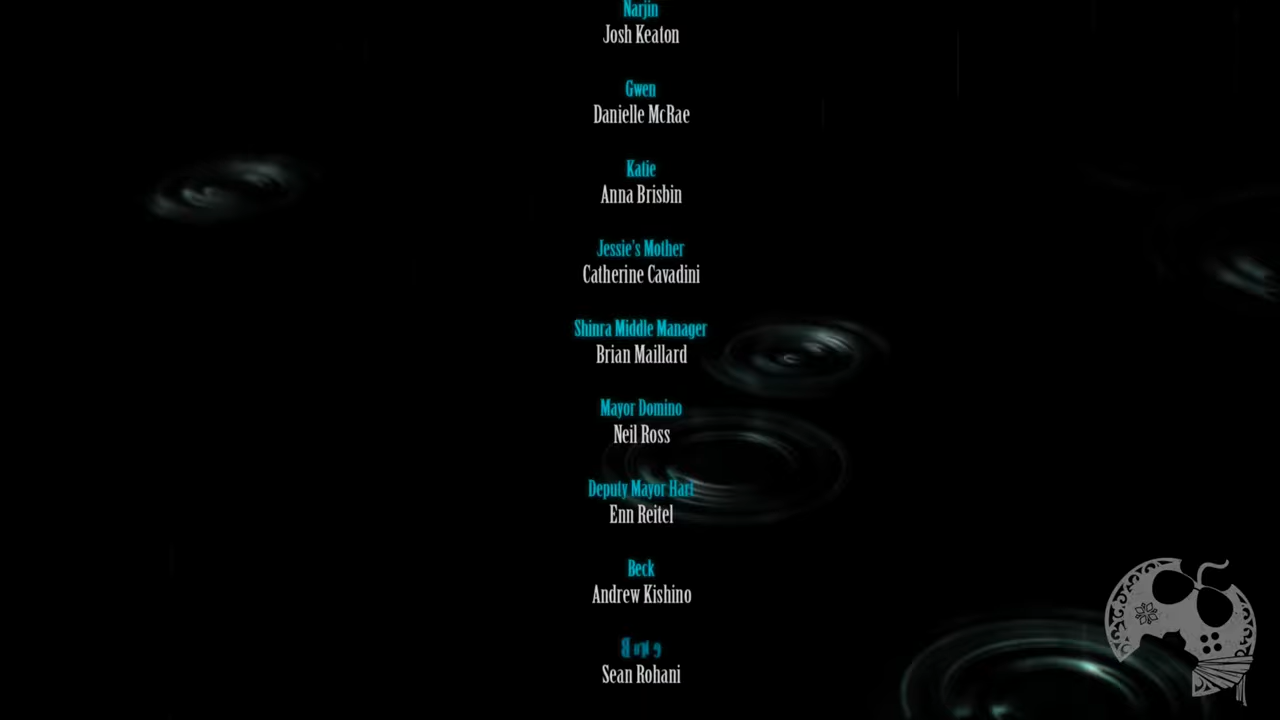 Narjin
Josh Keaton
Gwen
Danielle McRae
Katie
Anna Brisbin
Jessie's Mother
Catherine Cavadini
Shinra Middle Manager
Brian Maillard
Mayor Domino
Neil Ross
Deputy Mayor Hart
Enn Reitel
Beck
Andrew Kishino
Sean Rohani